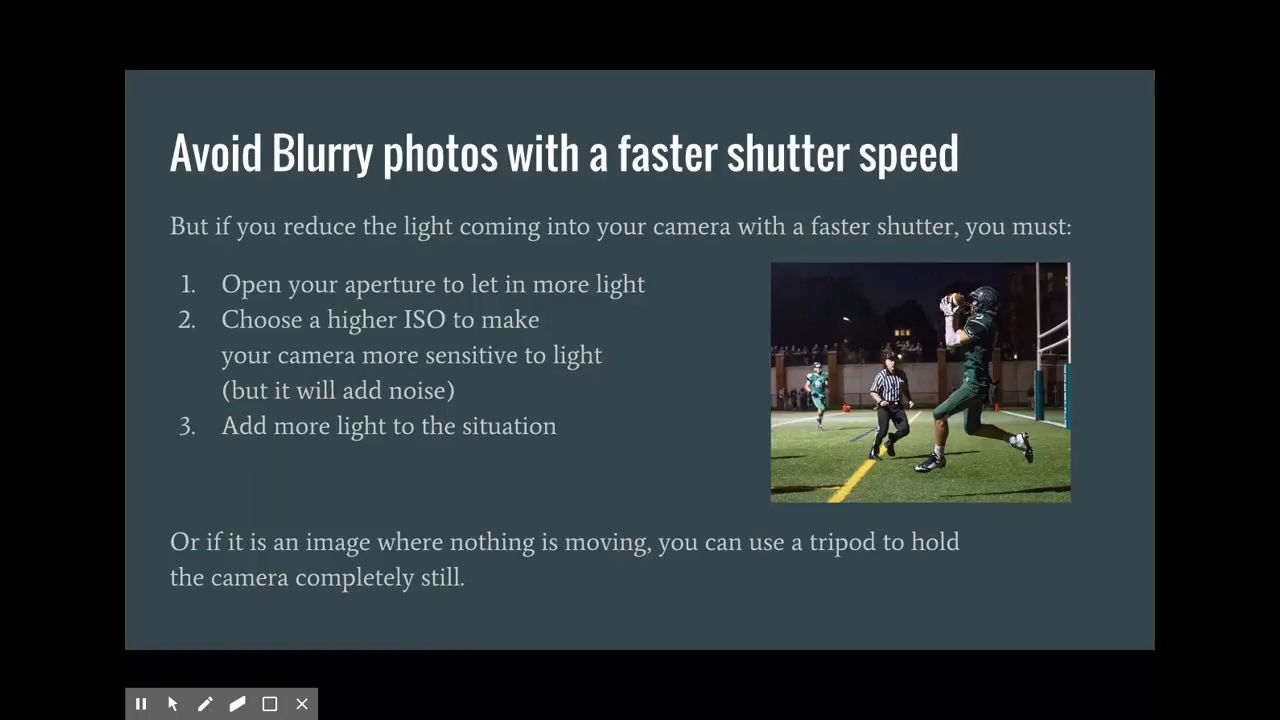 Avoid Blurry photos with a faster shutter speed
But if you reduce the light coming into your camera with a faster shutter, you must:
1. Open your aperture to let in more light
2. Choose a higher ISO to make
your camera more sensitive to light
(but it will add noise)
3. Add more light to the situation
Or if it is an image where nothing is moving, you can use a tripod to hold
the camera completely still.